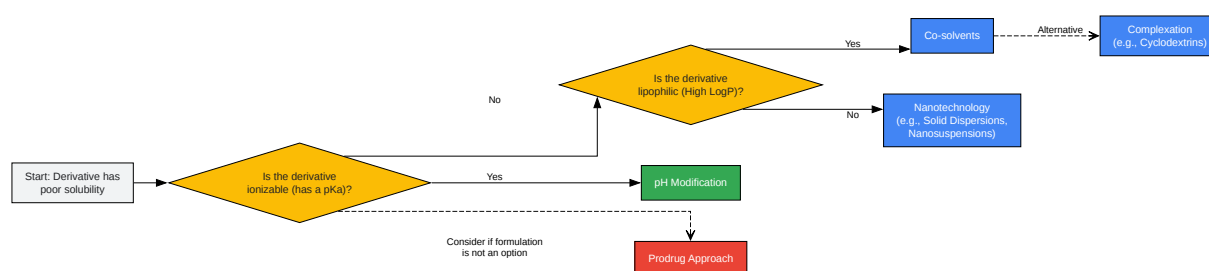 Start: Derivative has
poor solubility
Is the derivative
ionizable (has a pKa)?
No
Yes
Consider if formulation
is not an option
Is the derivative
lipophilic (High LogP)?
pH Modification
Prodrug Approach
Yes
No
Co-solvents
Nanotechnology
(e.g., Solid Dispersions,
Nanosuspensions)
Alternative
Complexation
(e.g., Cyclodextrins)